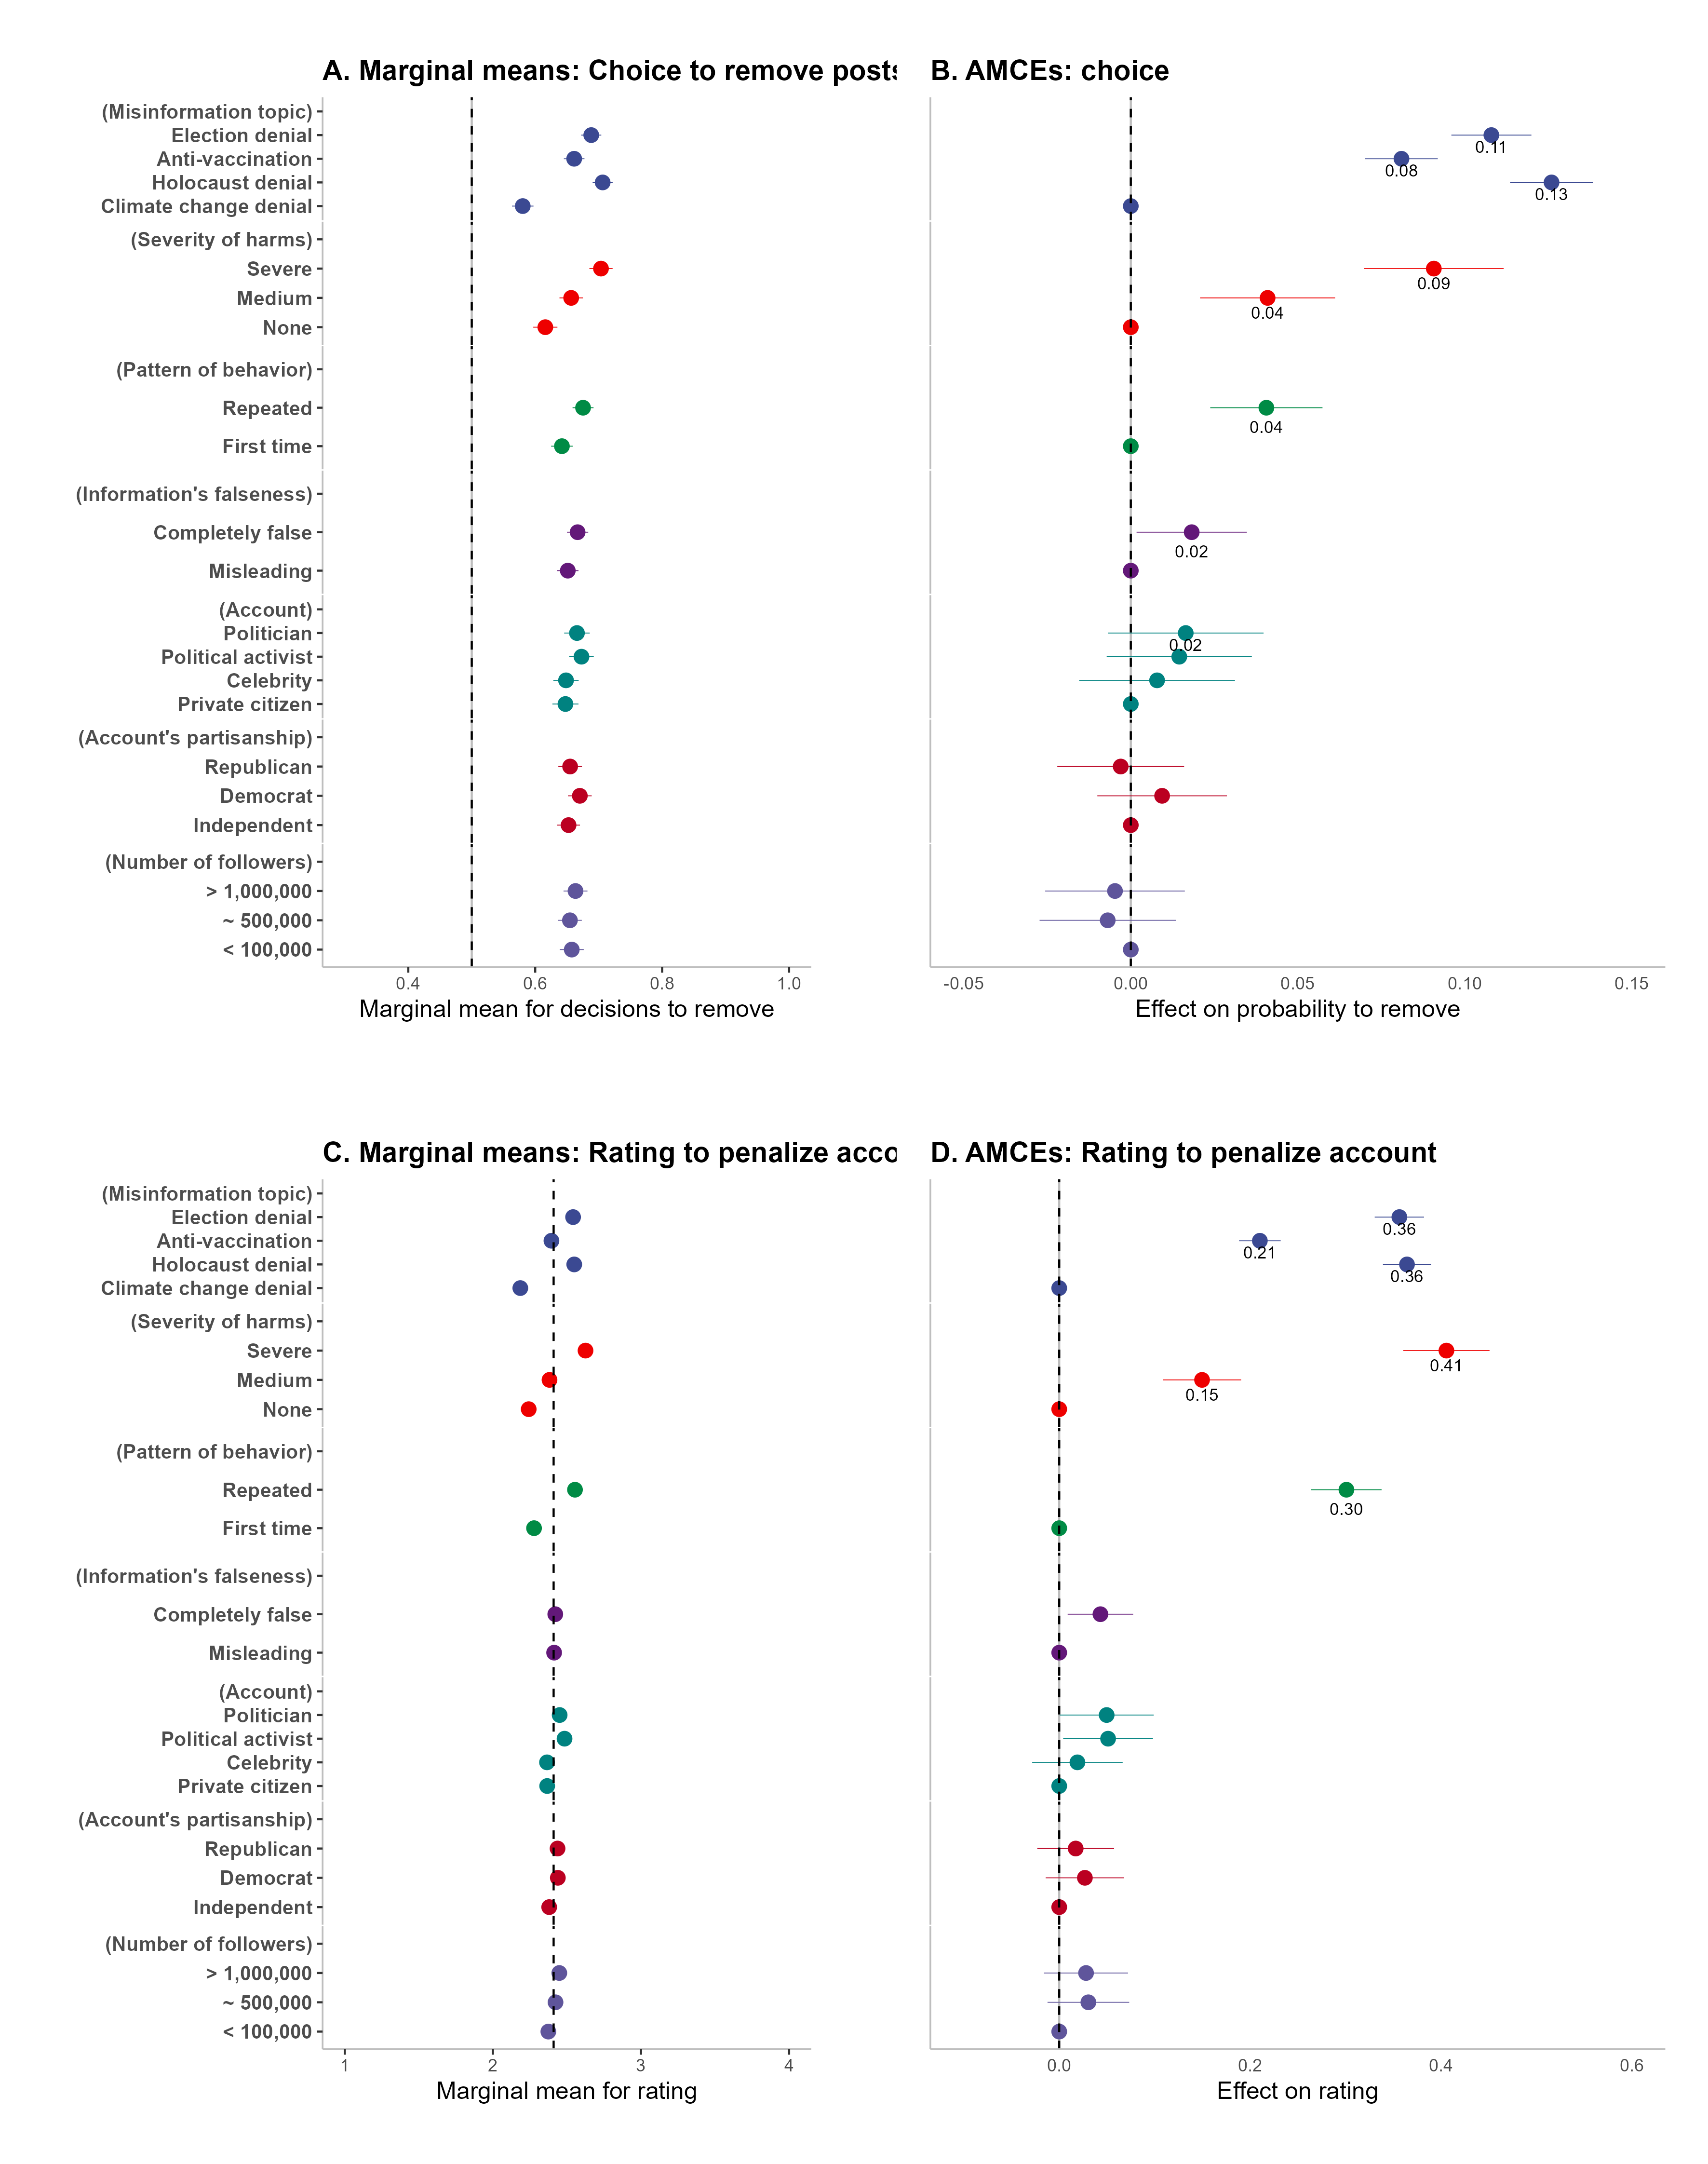 A. Marginal means: Choice to remove posts
(Misinformation topic)
Election denial
Anti-vaccination
Holocaust denial
Climate change denial
(Severity of harms)
Severe
Medium
None
(Pattern of behavior)
Repeated
First time
(Information's falseness)
Completely false
Misleading
(Account)
Politician
Political activist
Celebrity
Private citizen
(Account's partisanship)
Republican
Democrat
Independent
(Number of followers)
> 1,000,000
~ 500,000
< 100,000
0.4 0.6 0.8 1.0
Marginal mean for decisions to remove
B. AMCEs: choice
0.11
0.08
0.13
0.09
0.04
0.04
0.02
0.02
-0.05 0.00 0.05 0.10 0.15
Effect on probability to remove
C. Marginal means: Rating to penalize acco
(Misinformation topic)
Election denial
Anti-vaccination
Holocaust denial
Climate change denial
(Severity of harms)
Severe
Medium
None
(Pattern of behavior)
Repeated
First time
(Information's falseness)
Completely false
Misleading
(Account)
Politician
Political activist
Celebrity
Private citizen
(Account's partisanship)
Republican
Democrat
Independent
(Number of followers)
> 1,000,000
~ 500,000
< 100,000
1 2 3 4
Marginal mean for rating
D. AMCEs: Rating to penalize account
0.36
0.21
0.36
0.41
0.15
0.30
0.0 0.2 0.4 0.6
Effect on rating